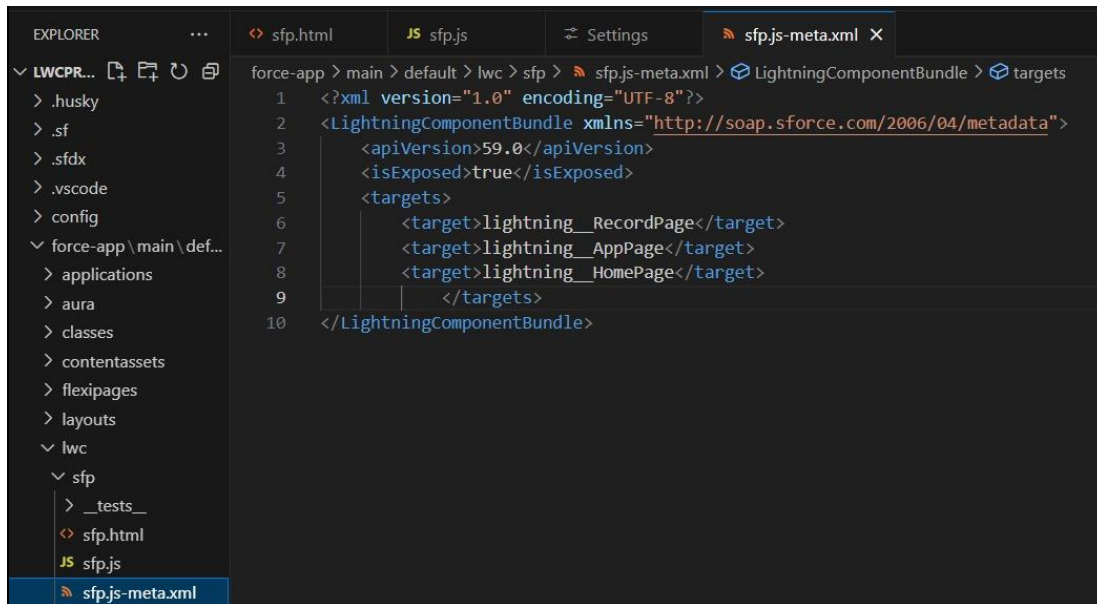 EXPLORER ...
LWCPR...
.husky
.sf
.sfdx
.vscode
config
force-app\main\def...
applications
aura
classes
contentassets
flexipages
layouts
lwc
sfp
__tests__
<> sfp.html
JS sfp.js
sfp.js-meta.xml
<> sfp.html JS sfp.js Settings sfp.js-meta.xml ×
force-app > main > default > lwc > sfp > sfp.js-meta.xml > LightningComponentBundle > targets
1 <?xml version="1.0" encoding="UTF-8"?>
2 <LightningComponentBundle xmlns="http://soap.sforce.com/2006/04/metadata">
3 <apiVersion>59.0</apiVersion>
4 <isExposed>true</isExposed>
5 <targets>
6 <target>lightning__RecordPage</target>
7 <target>lightning__AppPage</target>
8 <target>lightning__HomePage</target>
9 </targets>
10 </LightningComponentBundle>